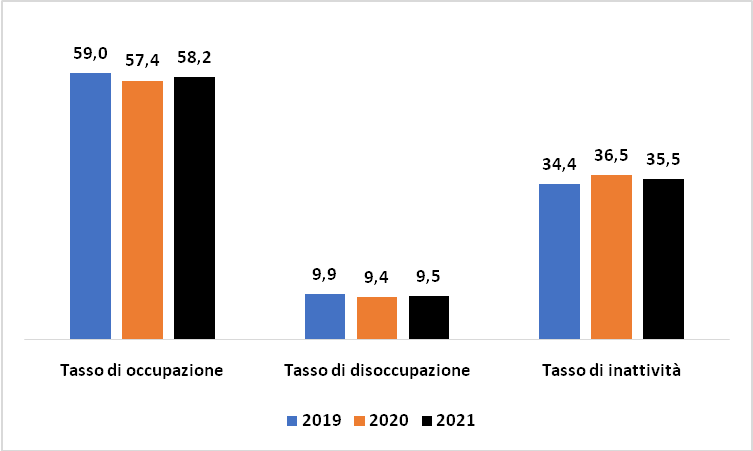 59,0 57,4 58,2
34,4 36,5 35,5
9,9 9,4 9,5
Tasso di occupazione Tasso di disoccupazione Tasso di inattività
2019 2020 2021